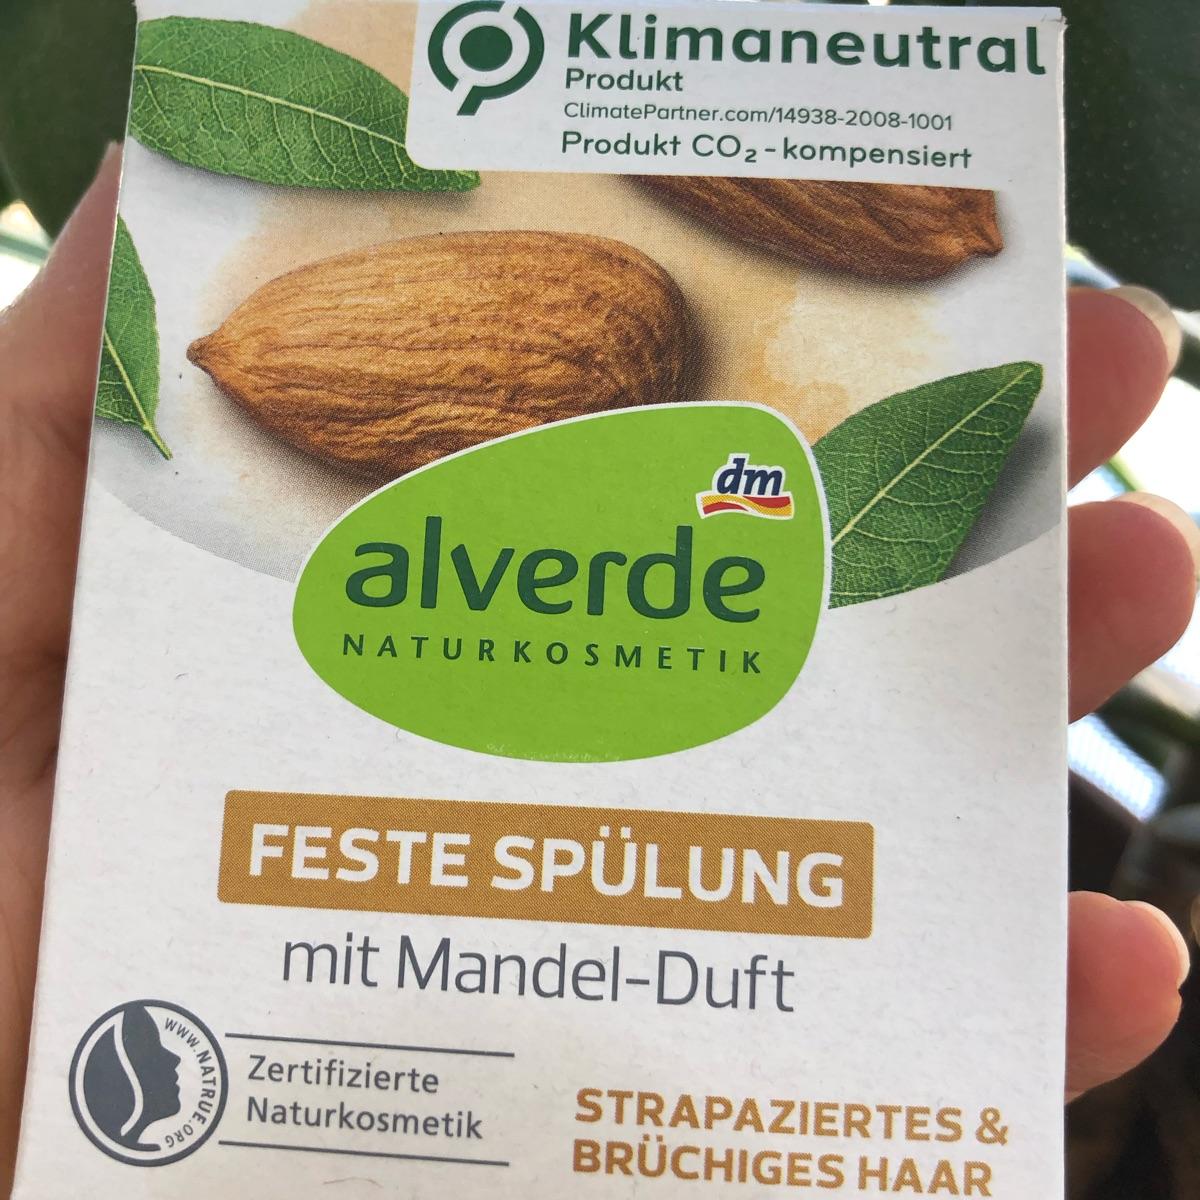 Klimaneutral
Produkt
ClimatePartner.com/14938-2008-1001
Produkt CO₂-kompensiert
dm
alverde
NATURKOSMETIK
FESTE SPÜLUNG
mit Mandel-Duft
WWW.NATRUE.ORG
Zertifizierte
Naturkosmetik
STRAPAZIERTES &
BRÜCHIGES HAAR